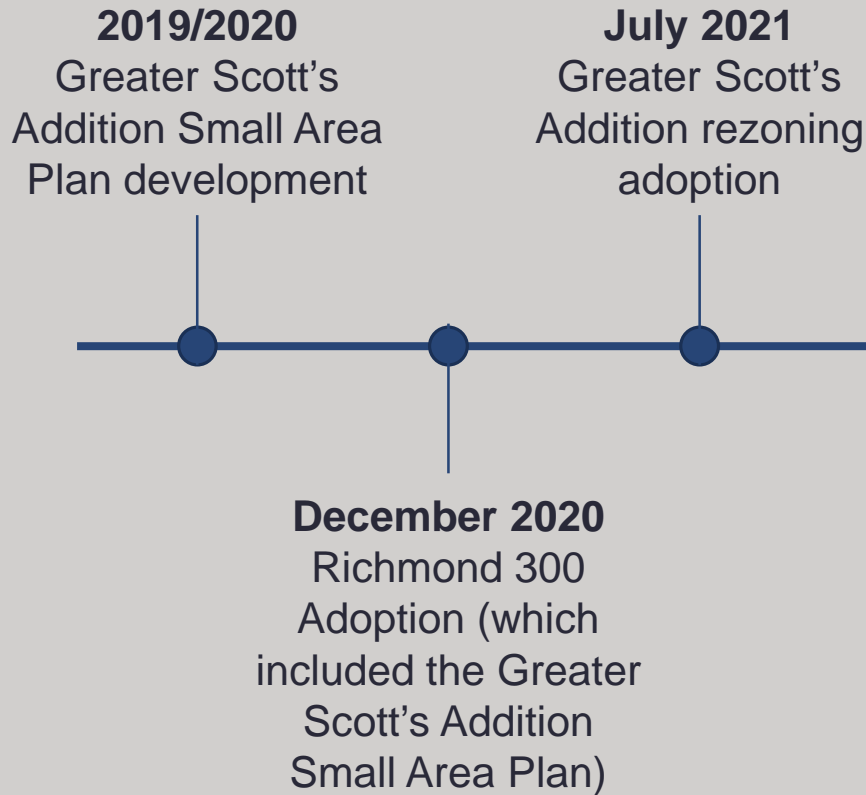 2019/2020
Greater Scott’s
Addition Small Area
Plan development
December 2020
Richmond 300
Adoption (which
included the Greater
Scott’s Addition
Small Area Plan)
July 2021
Greater Scott’s
Addition rezoning
adoption